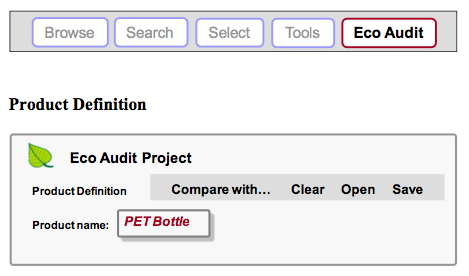 Browse Search Select Tools Eco Audit
Product Definition
Eco Audit Project
Product Definition Compare with… Clear Open Save
Product name: PET Bottle